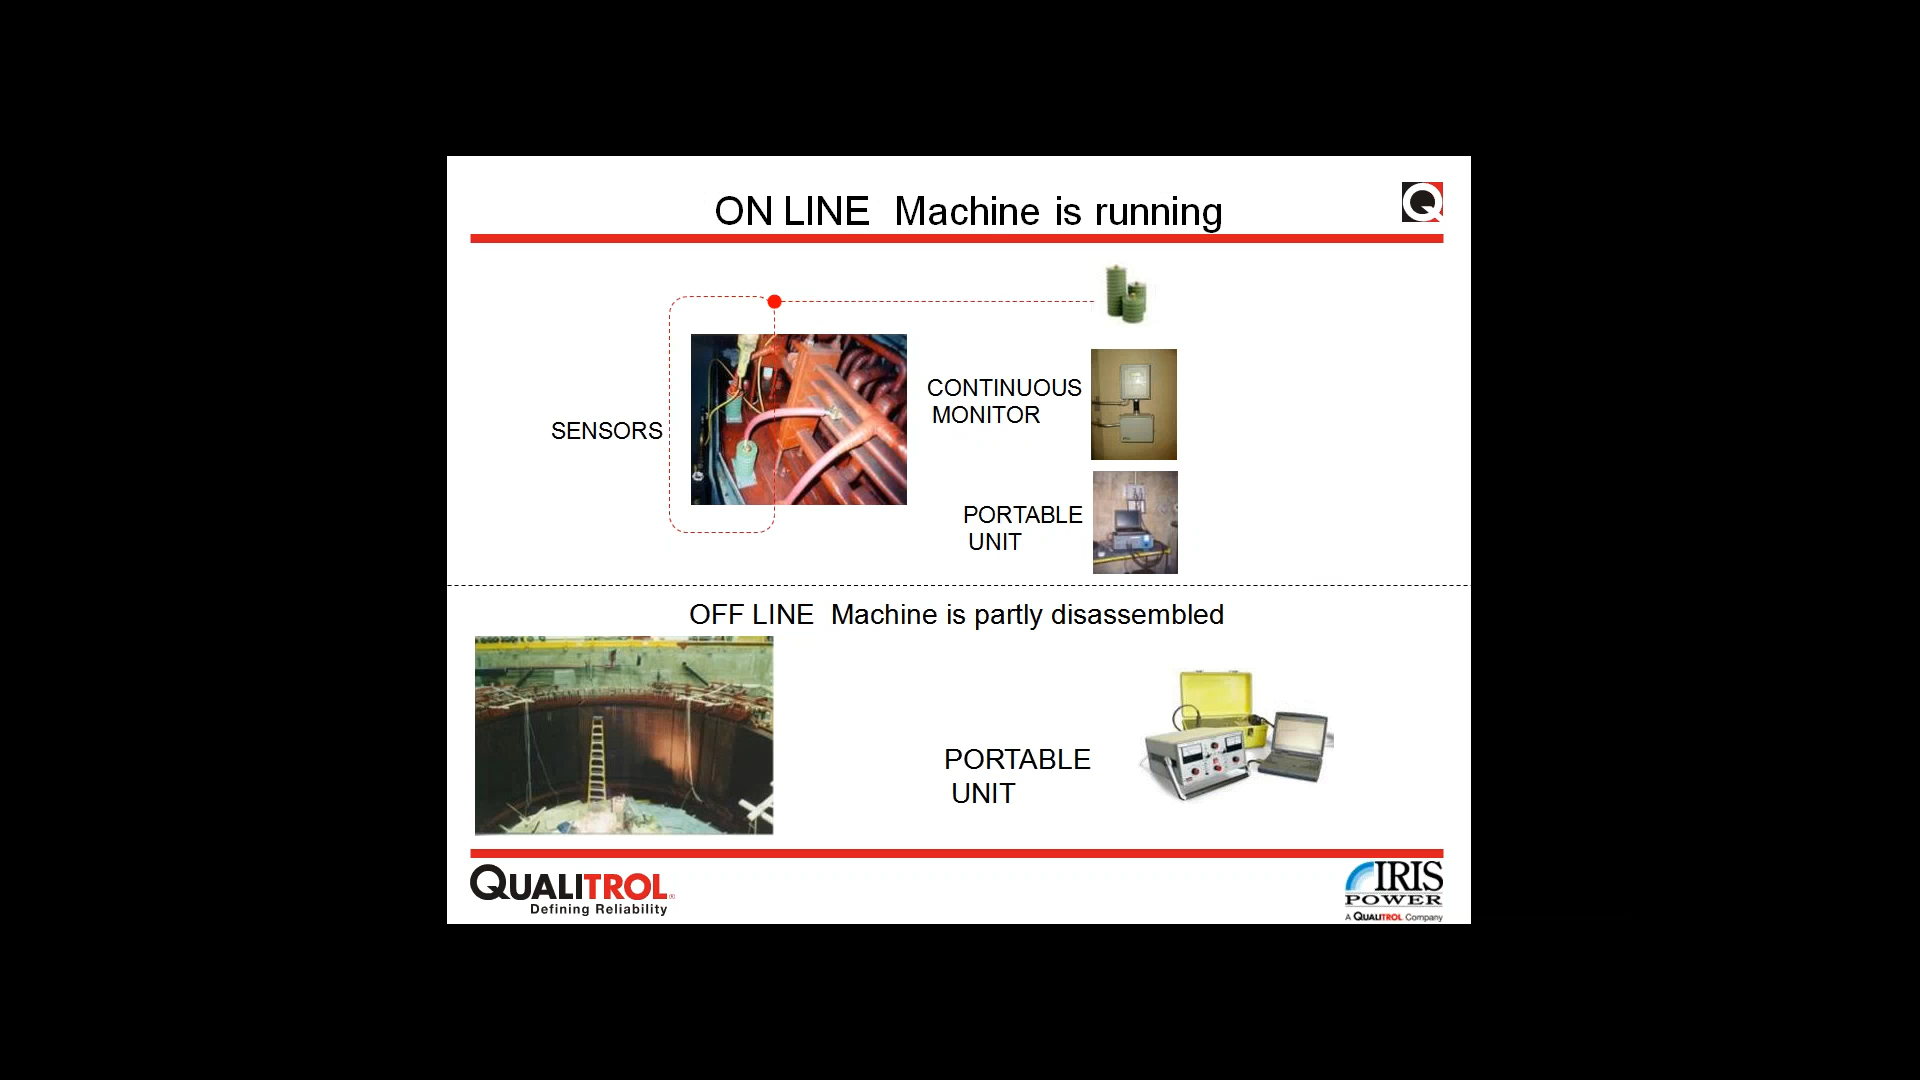 ON LINE  Machine is running
SENSORS
CONTINUOUS
MONITOR
PORTABLE
UNIT
OFF LINE  Machine is partly disassembled
PORTABLE
UNIT
QUALITROL®
Defining Reliability
IRIS
POWER
A QUALITROL Company